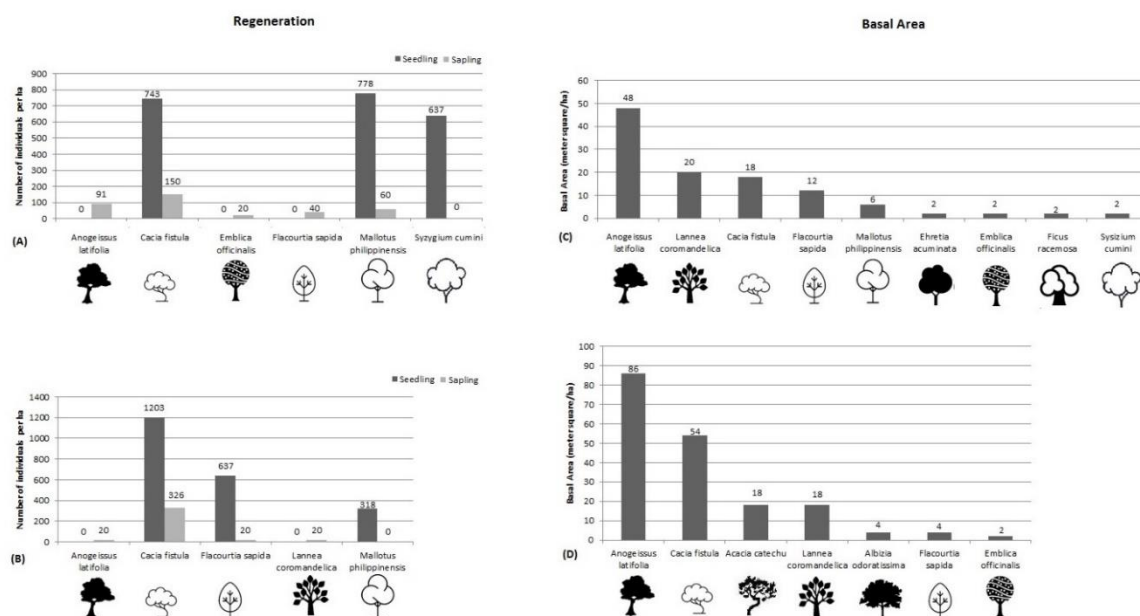 Regeneration
Basal Area
Seedling Sapling
Number of individuals per ha
900
800
700
600
500
400
300
200
100
0
0 91
743 150
0 20
0 40
778 60
637 0
(A)
Anogeissus latifolia
Cacia fistula
Emblica officinalis
Flacourtia sapida
Mallotus philippinensis
Syzygium cumini
Basal Area (meter square/ha)
60
50
40
30
20
10
0
48
20
18
12
6
2
2
2
2
(C)
Anogeissus latifolia
Lannea coromandelica
Cacia fistula
Flacourtia sapida
Mallotus philippinensis
Ehretia acuminata
Emblica officinalis
Ficus racemosa
Sysizium cumini
Seedling Sapling
Number of individuals per ha
1400
1200
1000
800
600
400
200
0
0 20
1203 326
637 20
0 20
318 0
(B)
Anogeissus latifolia
Cacia fistula
Flacourtia sapida
Lannea coromandelica
Mallotus philippinensis
Basal Area (meter square/ha)
100
90
80
70
60
50
40
30
20
10
0
86
54
18
18
4
4
2
(D)
Anogeissus latifolia
Cacia fistula
Acacia catechu
Lannea coromandelica
Albizia odoratissima
Flacourtia sapida
Emblica officinalis